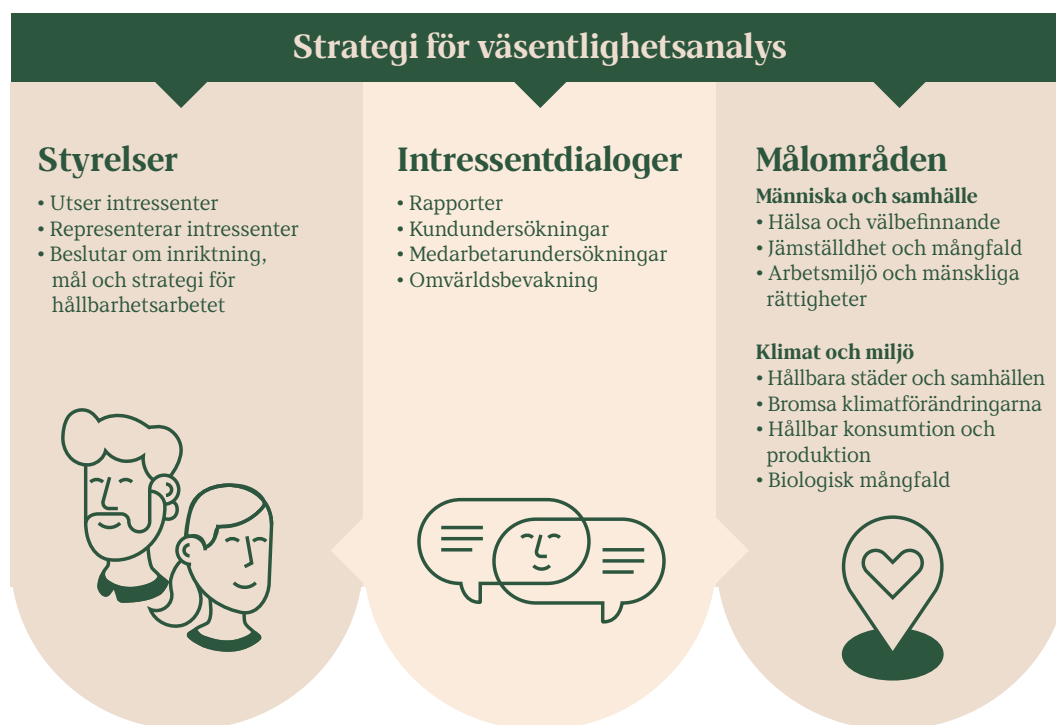 Strategi för väsentlighetsanalys
Styrelser
• Utser intressenter
• Representerar intressenter
• Beslutar om inriktning,
mål och strategi för
hållbarhetsarbetet
Intressentdialoger
• Rapporter
• Kundundersökningar
• Medarbetarundersökningar
• Omvärldsbevakning
Målområden
Människa och samhälle
• Hälsa och välbefinnande
• Jämställdhet och mångfald
• Arbetsmiljö och mänskliga
rättigheter
Klimat och miljö
• Hållbara städer och samhällen
• Bromsa klimatförändringarna
• Hållbar konsumtion och
produktion
• Biologisk mångfald